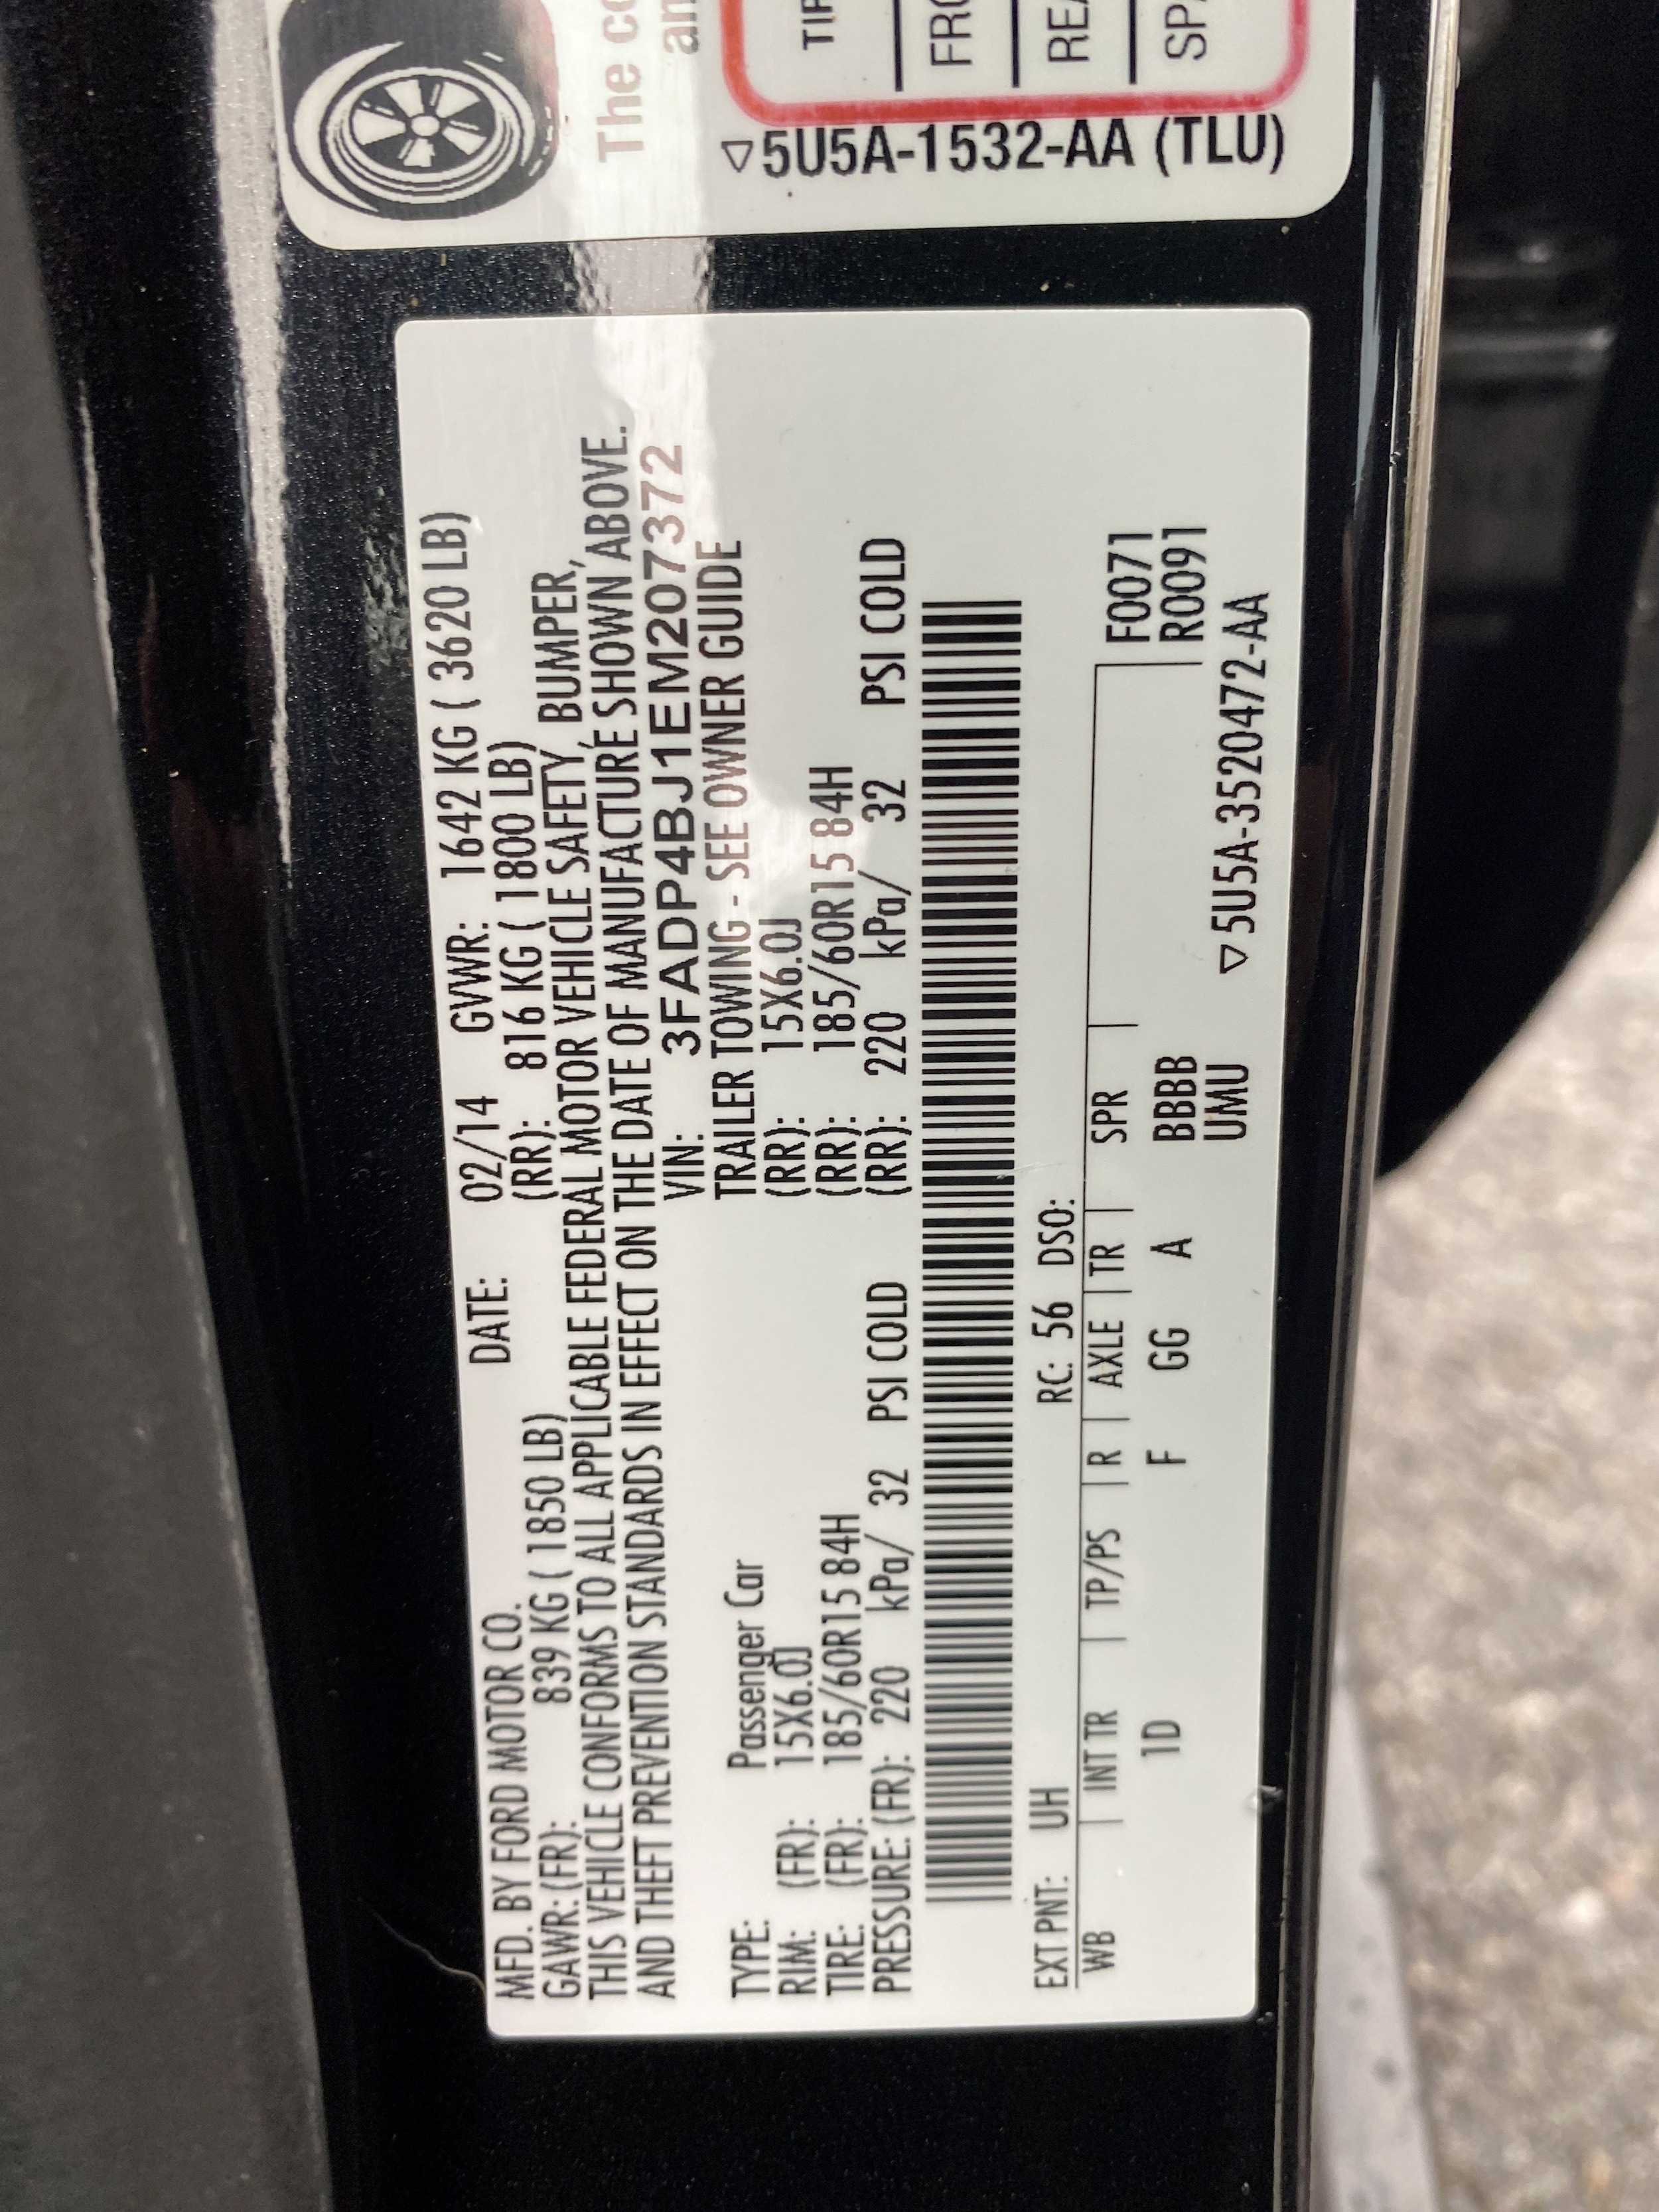 MFD. BY FORD MOTOR CO. DATE: 02/14 GVWR: 1642 KG ( 3620 LB)
GAWR: (FR): 839 KG ( 1850 LB) (RR): 816 KG ( 1800 LB)
THIS VEHICLE CONFORMS TO ALL APPLICABLE FEDERAL MOTOR VEHICLE SAFETY, BUMPER,
AND THEFT PREVENTION STANDARDS IN EFFECT ON THE DATE OF MANUFACTURE SHOWN ABOVE.
VIN: 3FADP4BJ1EM207372
TYPE: Passenger Car TRAILER TOWING - SEE OWNER GUIDE
RIM: (FR): 15X6.0J (RR): 15X6.0J
TIRE: (FR): 185/60R15 84H (RR): 185/60R15 84H
PRESSURE: (FR): 220 kPa/ 32 PSI COLD (RR): 220 kPa/ 32 PSI COLD
EXT PNT: UH RC: 56 DSO:
WB | INT TR | TP/PS | R | AXLE | TR | SPR F0071
1D F GG A BBBB R0091
UMU ▽5U5A-3520472-AA
The
▽5U5A-1532-AA (TLU)